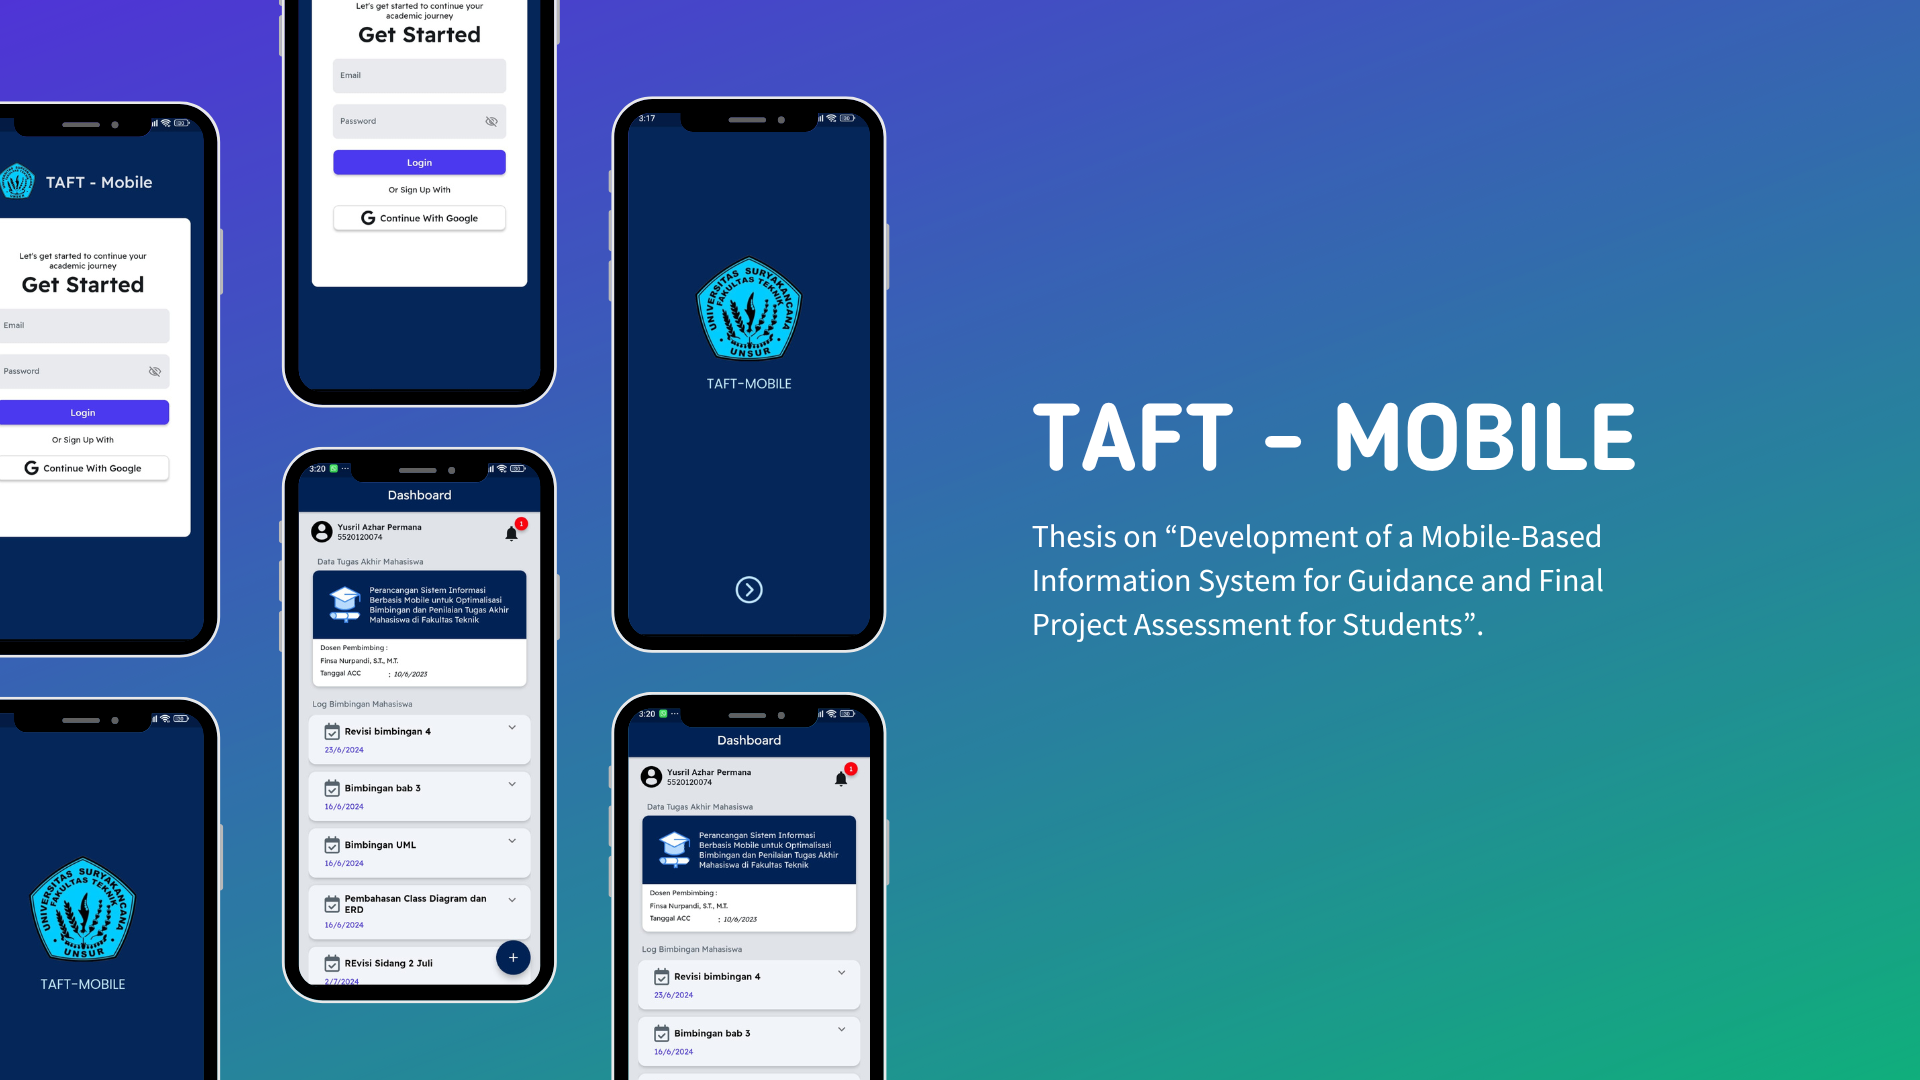 TAFT - Mobile
Let's get started to continue your
academic journey
Get Started
Email
Password
Login
Or Sign Up With
G Continue With Google
UNIVERSITAS SURYAKANCANA
FAKULTAS TEKNIK
UNSUR
TAFT-MOBILE
Let's get started to continue your
academic journey
Get Started
Email
Password
Login
Or Sign Up With
G Continue With Google
3:20
Dashboard
Yusril Azhar Permana
5520120074
1
Data Tugas Akhir Mahasiswa
Perancangan Sistem Informasi
Berbasis Mobile untuk Optimalisasi
Bimbingan dan Penilaian Tugas Akhir
Mahasiswa di Fakultas Teknik
Dosen Pembimbing :
Finsa Nurpandi, S.T., M.T.
Tanggal ACC : 10/6/2023
Log Bimbingan Mahasiswa
Revisi bimbingan 4
23/6/2024
Bimbingan bab 3
16/6/2024
Bimbingan UML
16/6/2024
Pembahasan Class Diagram dan
ERD
16/6/2024
REvisi Sidang 2 Juli
2/7/2024
+
3:17
UNIVERSITAS SURYAKANCANA
FAKULTAS TEKNIK
UNSUR
TAFT-MOBILE
3:20
Dashboard
Yusril Azhar Permana
5520120074
1
Data Tugas Akhir Mahasiswa
Perancangan Sistem Informasi
Berbasis Mobile untuk Optimalisasi
Bimbingan dan Penilaian Tugas Akhir
Mahasiswa di Fakultas Teknik
Dosen Pembimbing :
Finsa Nurpandi, S.T., M.T.
Tanggal ACC : 10/6/2023
Log Bimbingan Mahasiswa
Revisi bimbingan 4
23/6/2024
Bimbingan bab 3
16/6/2024
TAFT - MOBILE
Thesis on “Development of a Mobile-Based
Information System for Guidance and Final
Project Assessment for Students”.